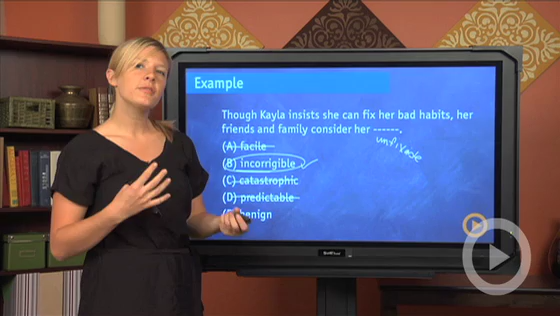 Example
Though Kayla insists she can fix her bad habits, her
friends and family consider her ------.
unfixable
(A) facile
(B) incorrigible
(C) catastrophic
(D) predictable
benign